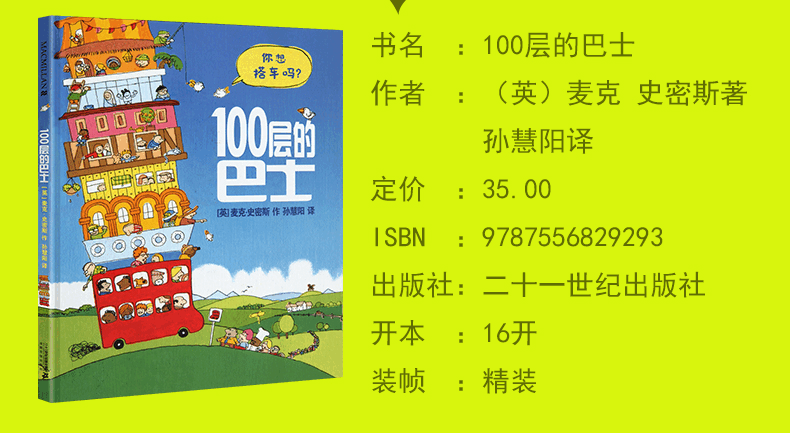 MACMILLAN
100层的巴士
[英]麦克·史密斯 作 孙慧阳 译
你想
搭车吗?
100层的
巴士
[英]麦克·史密斯 作 孙慧阳 译
书名 :100层的巴士
作者 :(英)麦克 史密斯著
孙慧阳译
定价 :35.00
ISBN :9787556829293
出版社:二十一世纪出版社
开本 :16开
装帧 :精装